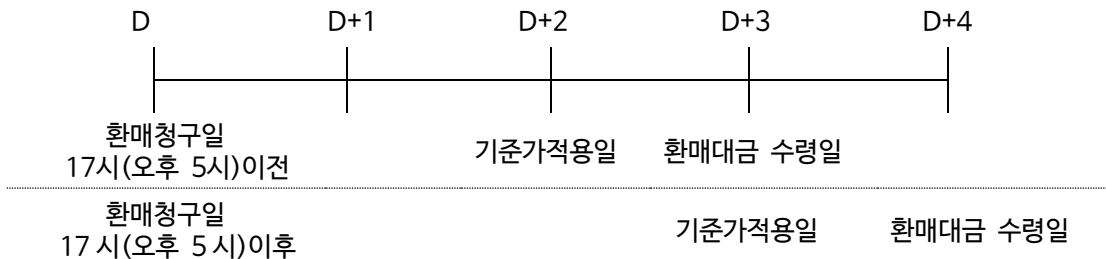 D D+1 D+2 D+3 D+4
환매청구일
17시(오후 5시)이전
기준가적용일 환매대금 수령일
환매청구일
17 시(오후 5 시)이후
기준가적용일 환매대금 수령일